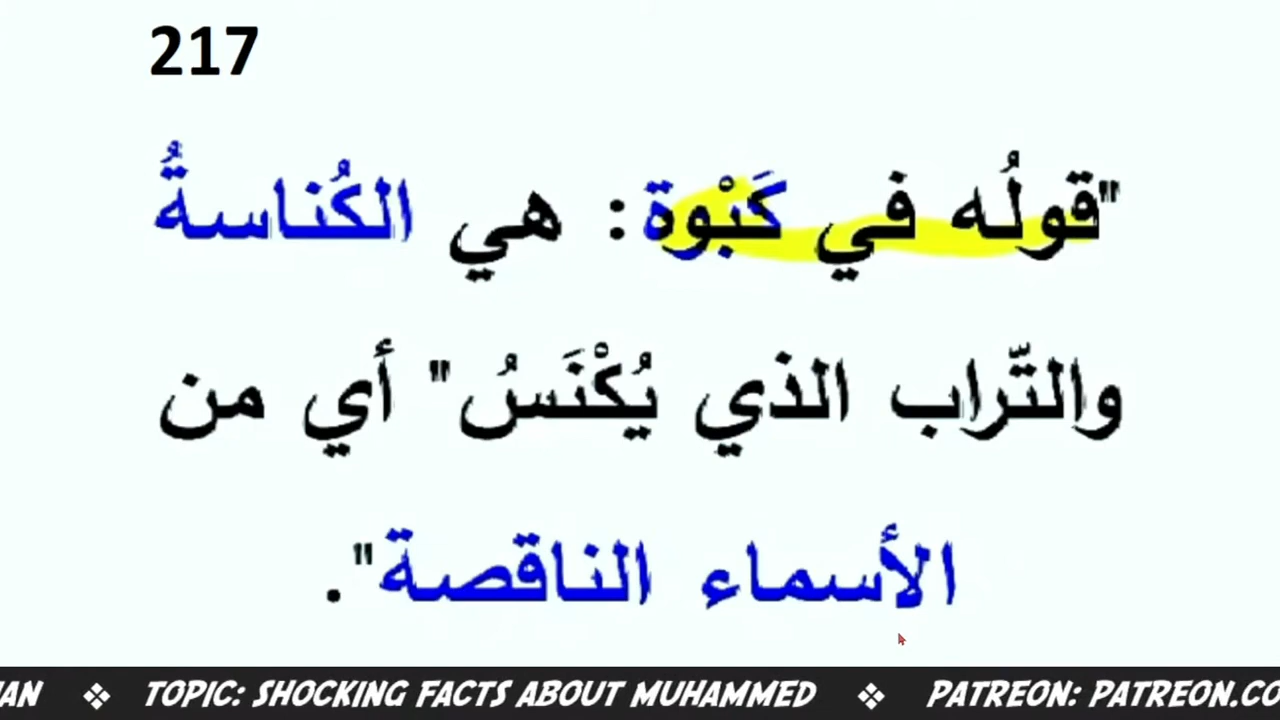 217
"قولُه في كَبْوة: هي الكُناسةُ
والتّراب الذي يُكْنَسُ" أي من
الأسماء الناقصة".
IAN ❖ TOPIC: SHOCKING FACTS ABOUT MUHAMMED ❖ PATREON: PATREON.CO